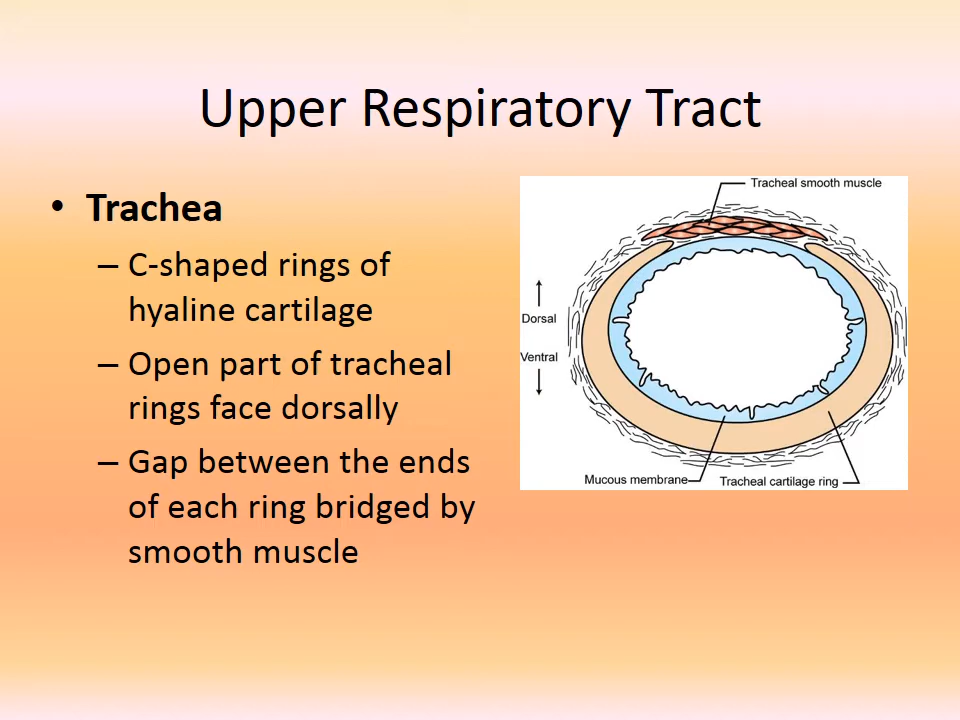 Upper Respiratory Tract
• Trachea
– C-shaped rings of
hyaline cartilage
– Open part of tracheal
rings face dorsally
– Gap between the ends
of each ring bridged by
smooth muscle
Tracheal smooth muscle
Dorsal
Ventral
Mucous membrane
Tracheal cartilage ring